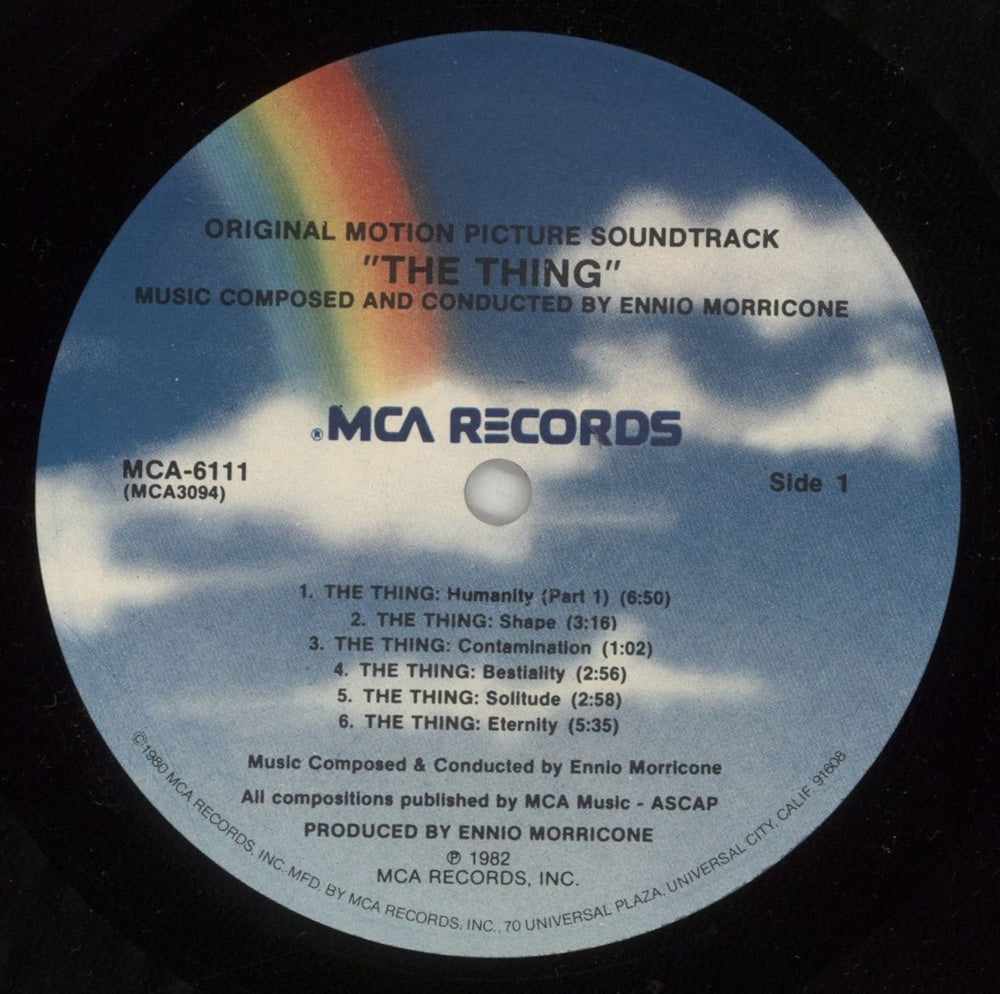 ORIGINAL MOTION PICTURE SOUNDTRACK
"THE THING"
MUSIC COMPOSED AND CONDUCTED BY ENNIO MORRICONE
®MCA RECORDS
MCA-6111
(MCA3094)
Side 1
1. THE THING: Humanity (Part 1) (6:50)
2. THE THING: Shape (3:16)
3. THE THING: Contamination (1:02)
4. THE THING: Bestiality (2:56)
5. THE THING: Solitude (2:58)
6. THE THING: Eternity (5:35)
Music Composed & Conducted by Ennio Morricone
All compositions published by MCA Music - ASCAP
PRODUCED BY ENNIO MORRICONE
℗ 1982
MCA RECORDS, INC.
©1980 MCA RECORDS, INC. MFD. BY MCA RECORDS, INC., 70 UNIVERSAL PLAZA, UNIVERSAL CITY, CALIF. 91608